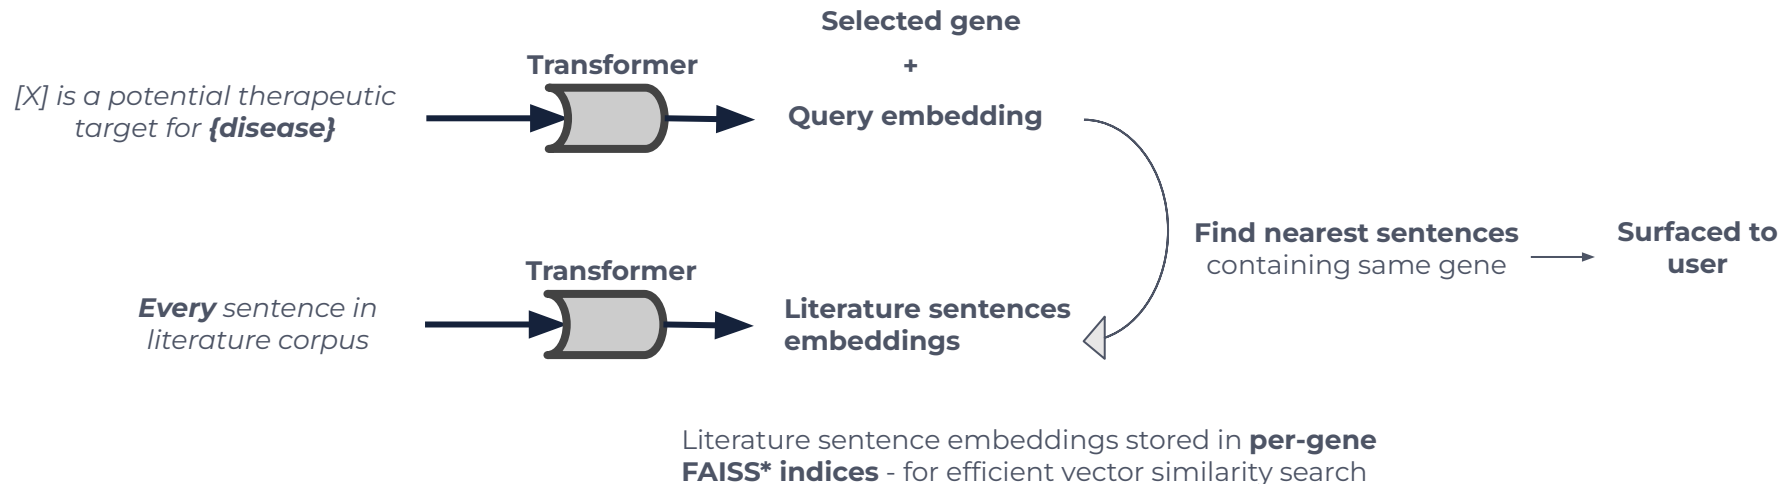 Selected gene
+
Transformer
[X] is a potential therapeutic
target for {disease}
Query embedding
Find nearest sentences
containing same gene
Surfaced to
user
Transformer
Every sentence in
literature corpus
Literature sentences
embeddings
Literature sentence embeddings stored in per-gene
FAISS* indices - for efficient vector similarity search